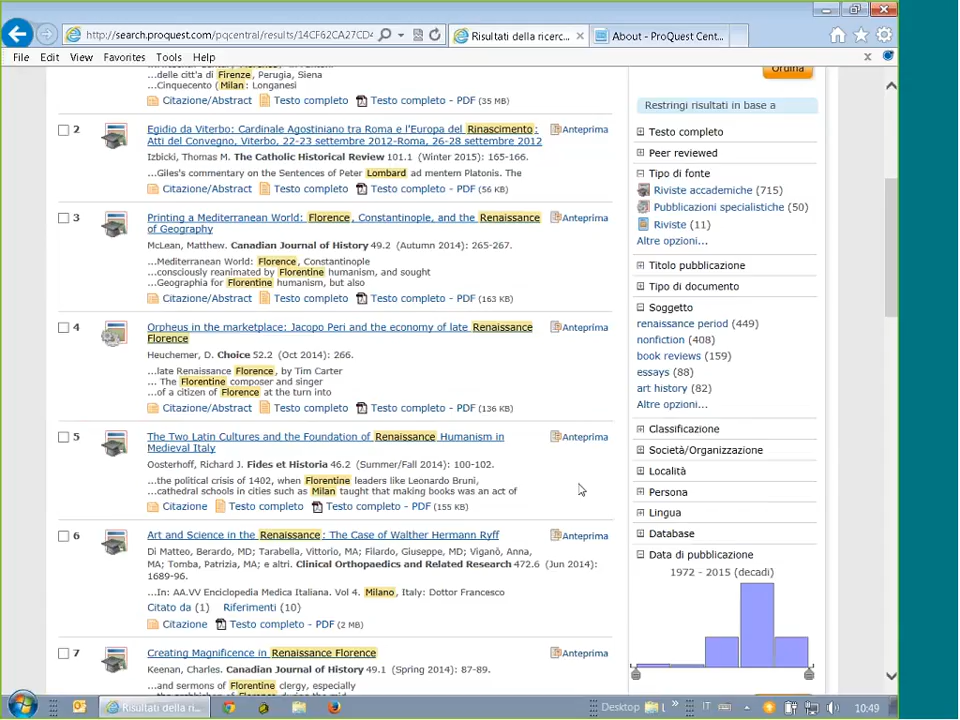 http://search.proquest.com/pqcentral/results/14CF62CA27CD4
Risultati della ricerc...
About - ProQuest Cent...
File Edit View Favorites Tools Help
...delle citt'a di Firenze, Perugia, Siena
...Cinquecento (Milan: Longanesi
Citazione/Abstract Testo completo Testo completo - PDF (35 MB)
2 Egidio da Viterbo: Cardinale Agostiniano tra Roma e l'Europa del Rinascimento: Anteprima
Atti del Convegno, Viterbo, 22-23 settembre 2012-Roma, 26-28 settembre 2012
Izbicki, Thomas M. The Catholic Historical Review 101.1 (Winter 2015): 165-166.
...Giles's commentary on the Sentences of Peter Lombard ad mentem Platonis. The
Citazione/Abstract Testo completo Testo completo - PDF (56 KB)
3 Printing a Mediterranean World: Florence, Constantinople, and the Renaissance Anteprima
of Geography
McLean, Matthew. Canadian Journal of History 49.2 (Autumn 2014): 265-267.
...Mediterranean World: Florence, Constantinople
...consciously reanimated by Florentine humanism, and sought
...Geographia for Florentine humanism, but also
Citazione/Abstract Testo completo Testo completo - PDF (163 KB)
4 Orpheus in the marketplace: Jacopo Peri and the economy of late Renaissance Anteprima
Florence
Heuchemer, D. Choice 52.2 (Oct 2014): 266.
...late Renaissance Florence, by Tim Carter
... The Florentine composer and singer
...of a citizen of Florence at the turn into
Citazione/Abstract Testo completo Testo completo - PDF (136 KB)
5 The Two Latin Cultures and the Foundation of Renaissance Humanism in Anteprima
Medieval Italy
Oosterhoff, Richard J. Fides et Historia 46.2 (Summer/Fall 2014): 100-102.
...the political crisis of 1402, when Florentine leaders like Leonardo Bruni,
...cathedral schools in cities such as Milan taught that making books was an act of
Citazione Testo completo Testo completo - PDF (155 KB)
6 Art and Science in the Renaissance: The Case of Walther Hermann Ryff Anteprima
Di Matteo, Berardo, MD; Tarabella, Vittorio, MA; Filardo, Giuseppe, MD; Viganò, Anna,
MA; Tomba, Patrizia, MA; e altri. Clinical Orthopaedics and Related Research 472.6 (Jun 2014):
1689-96.
...In: AA.VV Enciclopedia Medica Italiana. Vol 4. Milano, Italy: Dottor Francesco
Citato da (1) Riferimenti (10)
Citazione Testo completo - PDF (2 MB)
7 Creating Magnificence in Renaissance Florence Anteprima
Keenan, Charles. Canadian Journal of History 49.1 (Spring 2014): 87-89.
...and sermons of Florentine clergy, especially
Ordina
Restringi risultati in base a
Testo completo
Peer reviewed
Tipo di fonte
Riviste accademiche (715)
Pubblicazioni specialistiche (50)
Riviste (11)
Altre opzioni...
Titolo pubblicazione
Tipo di documento
Soggetto
renaissance period (449)
nonfiction (408)
book reviews (159)
essays (88)
art history (82)
Altre opzioni...
Classificazione
Società/Organizzazione
Località
Persona
Lingua
Database
Data di pubblicazione
1972 - 2015 (decadi)
Risultati della ri...
Desktop
L
IT
10:49